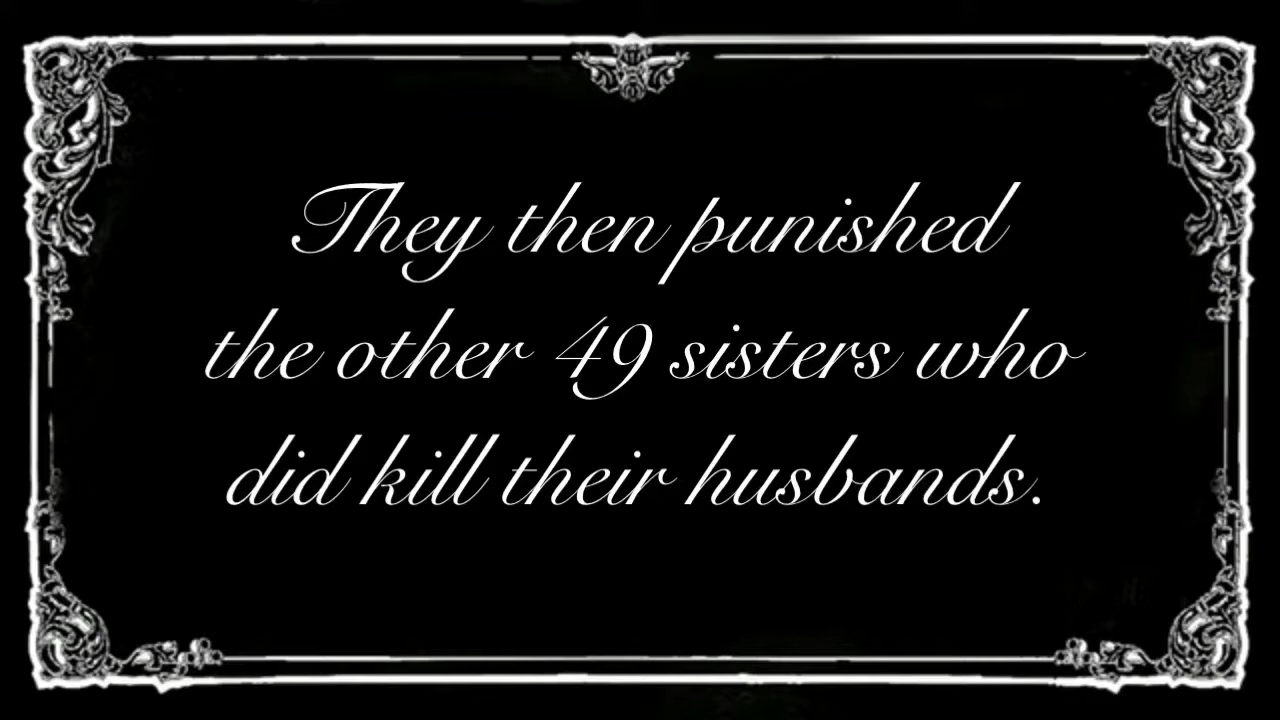 They then punished
the other 49 sisters who
did kill their husbands.